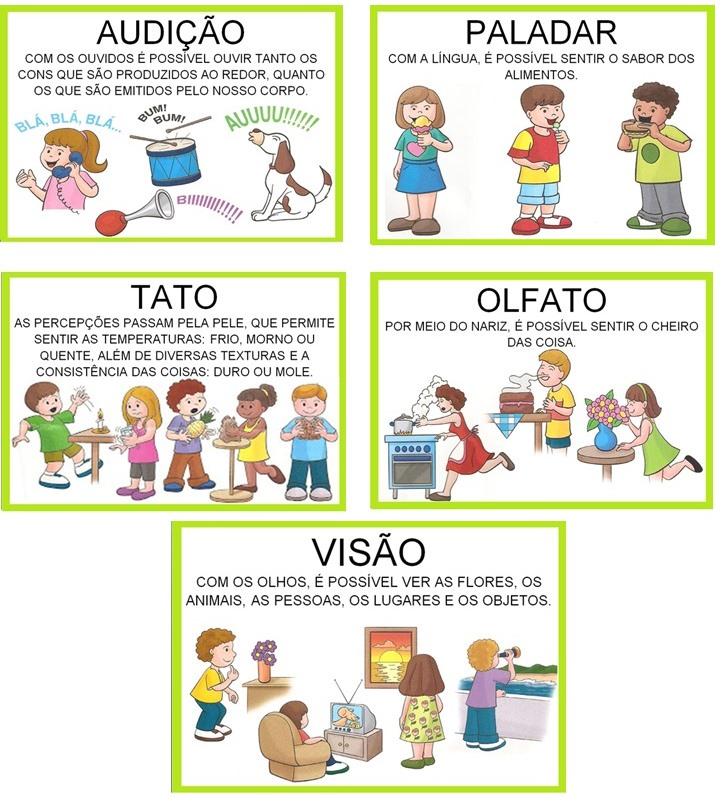 AUDIÇÃO
COM OS OUVIDOS É POSSÍVEL OUVIR TANTO OS
CONS QUE SÃO PRODUZIDOS AO REDOR, QUANTO
OS QUE SÃO EMITIDOS PELO NOSSO CORPO.
BLÁ, BLÁ, BLÁ...
BUM!
BUM!
AUUUU!!!!!!
BIIIIIIII!!!!!!
PALADAR
COM A LÍNGUA, É POSSÍVEL SENTIR O SABOR DOS
ALIMENTOS.
TATO
AS PERCEPÇÕES PASSAM PELA PELE, QUE PERMITE
SENTIR AS TEMPERATURAS: FRIO, MORNO OU
QUENTE, ALÉM DE DIVERSAS TEXTURAS E A
CONSISTÊNCIA DAS COISAS: DURO OU MOLE.
OLFATO
POR MEIO DO NARIZ, É POSSÍVEL SENTIR O CHEIRO
DAS COISA.
VISÃO
COM OS OLHOS, É POSSÍVEL VER AS FLORES, OS
ANIMAIS, AS PESSOAS, OS LUGARES E OS OBJETOS.